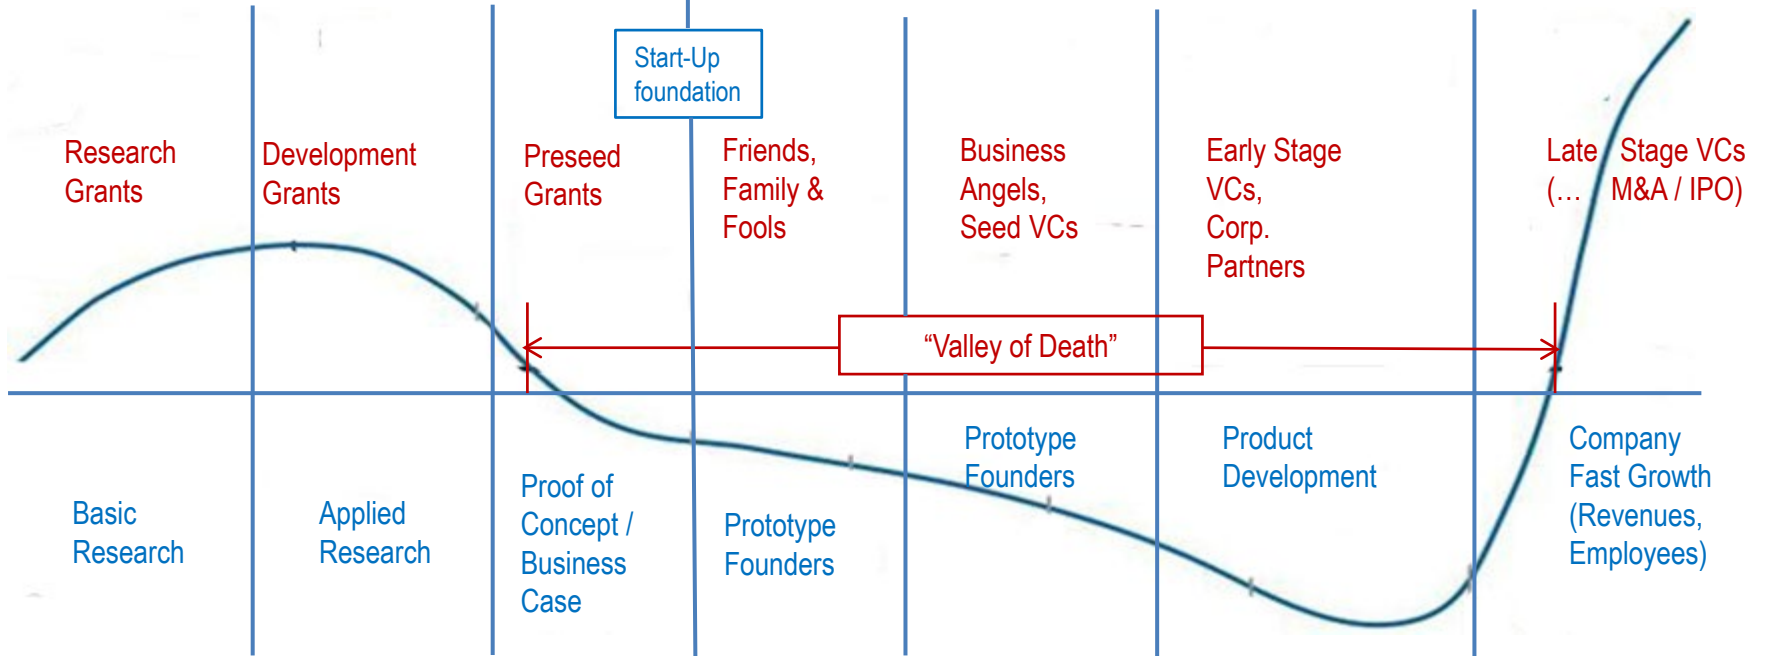 Start-Up
foundation
Research
Grants
Development
Grants
Preseed
Grants
Friends,
Family &
Fools
Business
Angels,
Seed VCs
Early Stage
VCs,
Corp.
Partners
Late Stage VCs
(... M&A / IPO)
“Valley of Death”
Basic
Research
Applied
Research
Proof of
Concept /
Business
Case
Prototype
Founders
Prototype
Founders
Product
Development
Company
Fast Growth
(Revenues,
Employees)